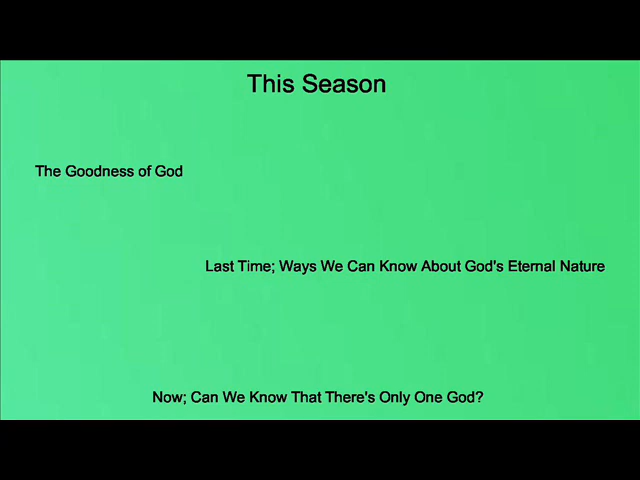 This Season
The Goodness of God
Last Time; Ways We Can Know About God's Eternal Nature
Now; Can We Know That There's Only One God?